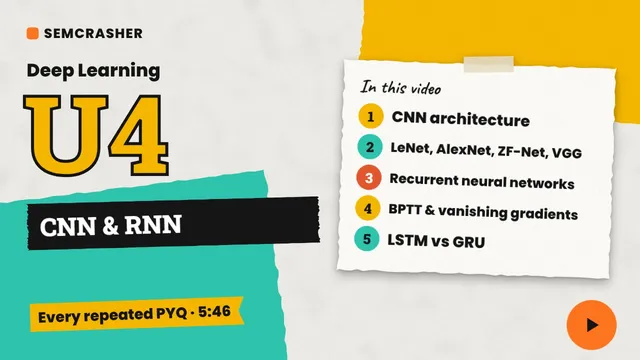 SEMCRASHER
Deep Learning
U4
CNN & RNN
Every repeated PYQ · 5:46
In this video
1 CNN architecture
2 LeNet, AlexNet, ZF-Net, VGG
3 Recurrent neural networks
4 BPTT & vanishing gradients
5 LSTM vs GRU